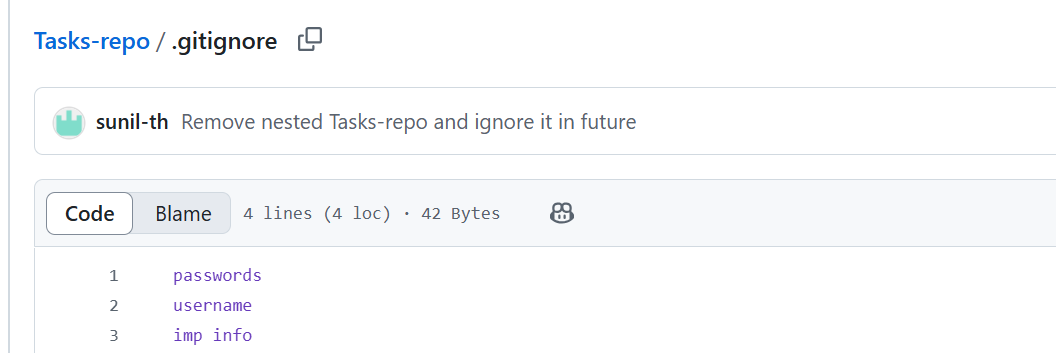 Tasks-repo / .gitignore
sunil-th Remove nested Tasks-repo and ignore it in future
Code Blame 4 lines (4 loc) · 42 Bytes
1 passwords
2 username
3 imp info